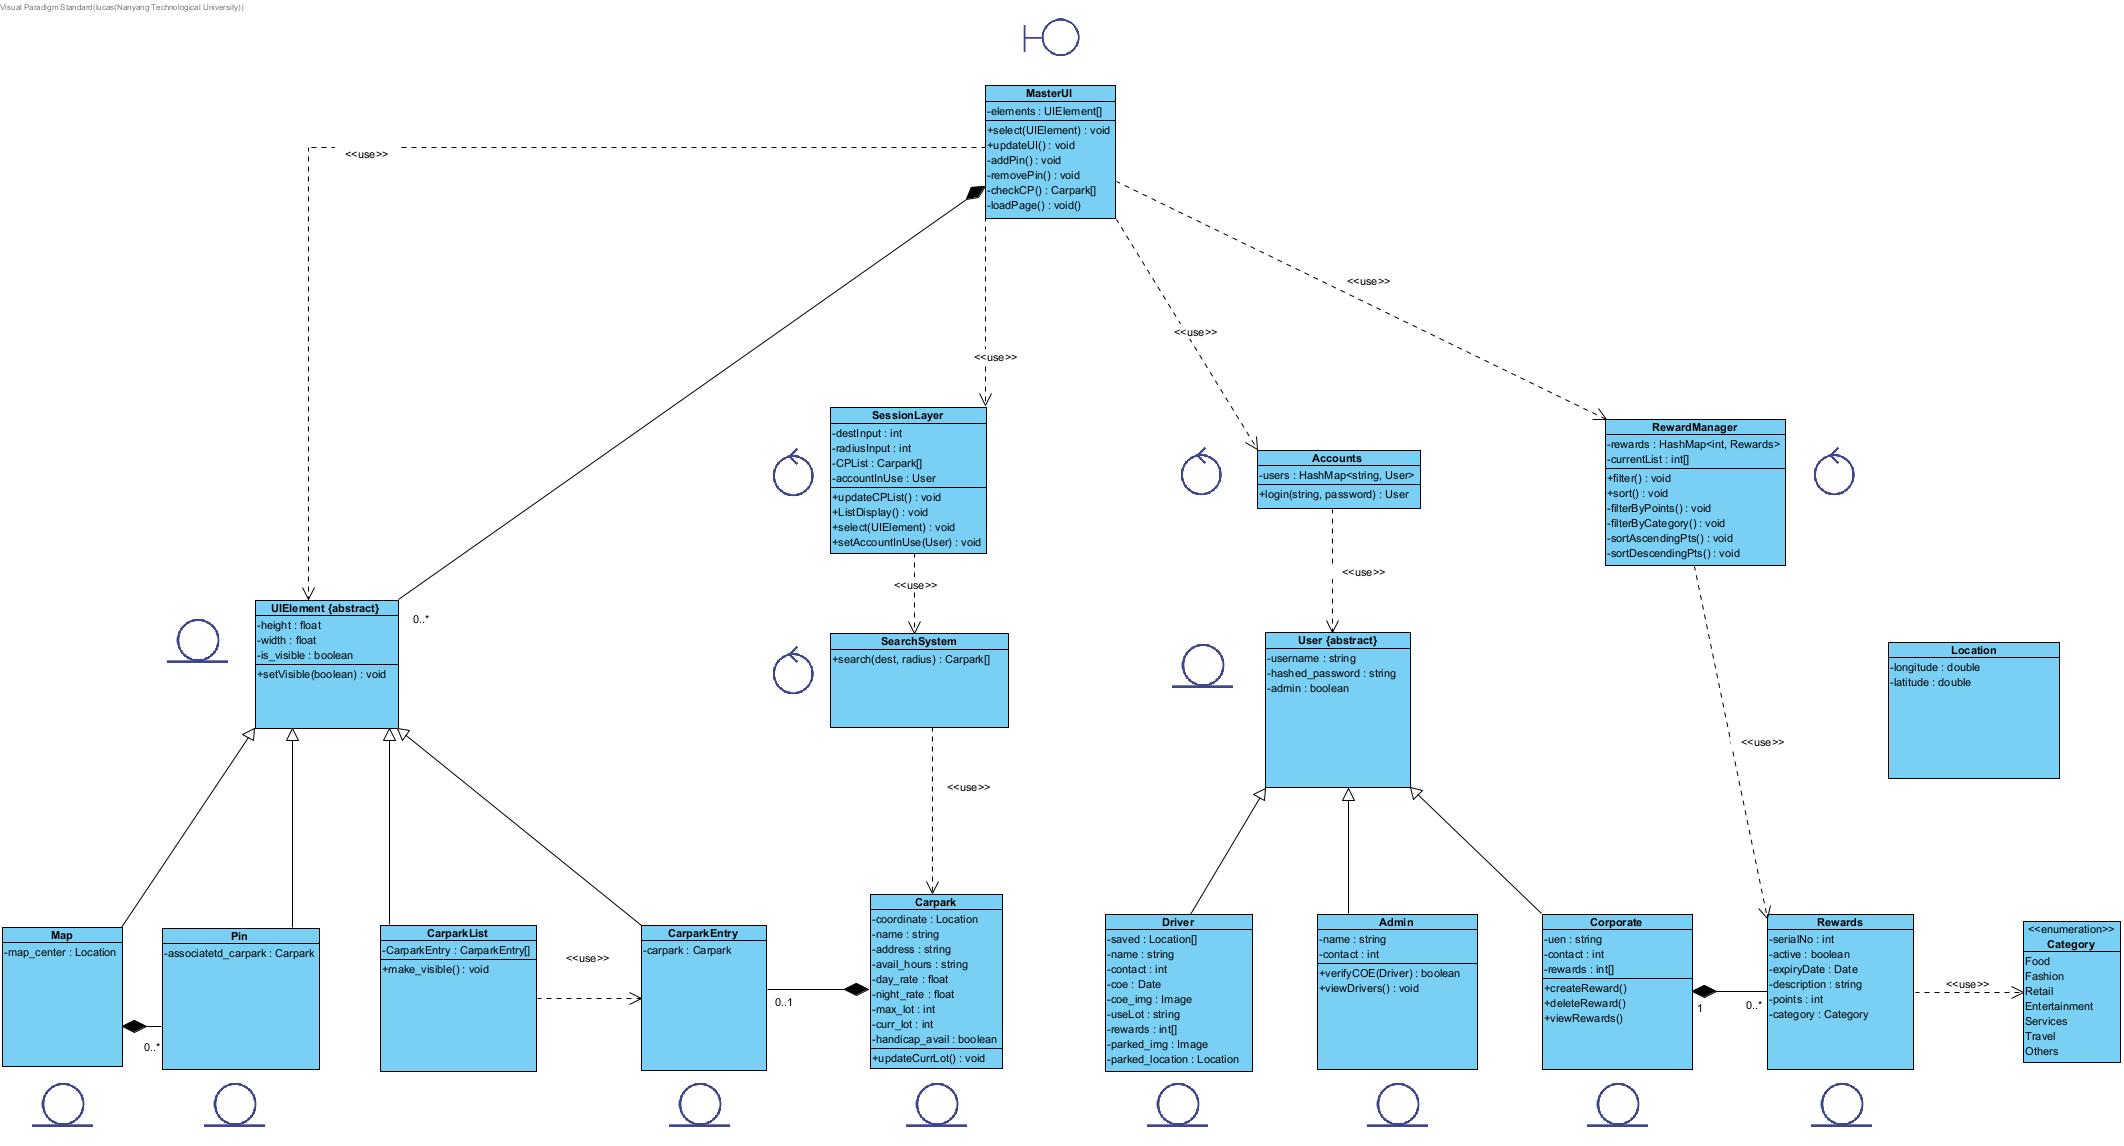 Visual Paradigm Standard(lucas(Nanyang Technological University))
MasterUI
-elements : UIElement[]
+select(UIElement) : void
+updateUI() : void
-addPin() : void
-removePin() : void
-checkCP() : Carpark[]
-loadPage() : void()
<<use>>
<<use>>
<<use>>
<<use>>
SessionLayer
-destInput : int
-radiusInput : int
-CPList : Carpark[]
-accountInUse : User
+updateCPList() : void
+ListDisplay() : void
+select(UIElement) : void
+setAccountInUse(User) : void
Accounts
-users : HashMap<string, User>
+login(string, password) : User
RewardManager
-rewards : HashMap<int, Rewards>
-currentList : int[]
+filter() : void
+sort() : void
-filterByPoints() : void
-filterByCategory() : void
-sortAscendingPts() : void
-sortDescendingPts() : void
<<use>>
<<use>>
UIElement {abstract}
-height : float
-width : float
-is_visible : boolean
+setVisible(boolean) : void
0..*
SearchSystem
+search(dest, radius) : Carpark[]
User {abstract}
-username : string
-hashed_password : string
-admin : boolean
Location
-longitude : double
-latitude : double
<<use>>
<<use>>
Map
-map_center : Location
0..*
Pin
-associatetd_carpark : Carpark
CarparkList
-CarparkEntry : CarparkEntry[]
+make_visible() : void
<<use>>
CarparkEntry
-carpark : Carpark
0..1
Carpark
-coordinate : Location
-name : string
-address : string
-avail_hours : string
-day_rate : float
-night_rate : float
-max_lot : int
-curr_lot : int
-handicap_avail : boolean
+updateCurrLot() : void
Driver
-saved : Location[]
-name : string
-contact : int
-coe : Date
-coe_img : Image
-useLot : string
-rewards : int[]
-parked_img : Image
-parked_location : Location
Admin
-name : string
-contact : int
+verifyCOE(Driver) : boolean
+viewDrivers() : void
Corporate
-uen : string
-contact : int
-rewards : int[]
+createReward()
+deleteReward()
+viewRewards()
1
0..*
Rewards
-serialNo : int
-active : boolean
-expiryDate : Date
-description : string
-points : int
-category : Category
<<use>>
<<enumeration>>
Category
Food
Fashion
Retail
Entertainment
Services
Travel
Others